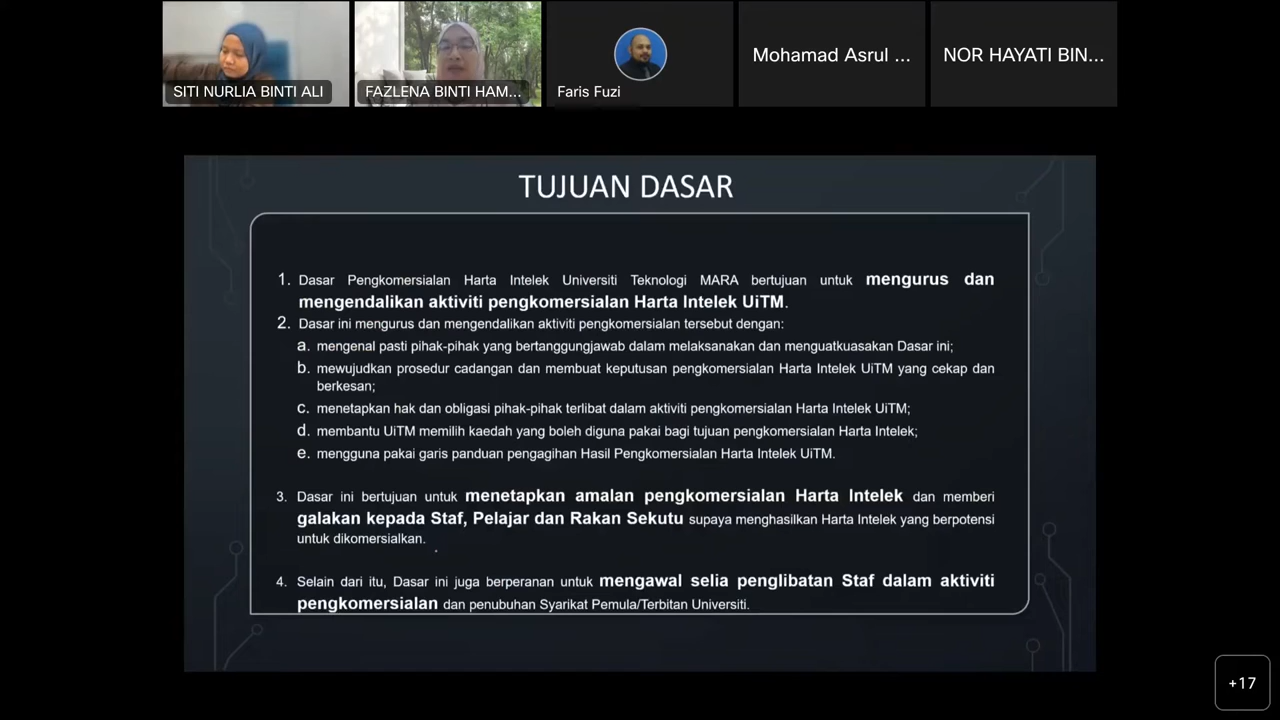 SITI NURLIA BINTI ALI
FAZLENA BINTI HAM...
Faris Fuzi
Mohamad Asrul ...
NOR HAYATI BIN...
TUJUAN DASAR
1. Dasar Pengkomersialan Harta Intelek Universiti Teknologi MARA bertujuan untuk mengurus dan
mengendalikan aktiviti pengkomersialan Harta Intelek UiTM.
2. Dasar ini mengurus dan mengendalikan aktiviti pengkomersialan tersebut dengan:
a. mengenal pasti pihak-pihak yang bertanggungjawab dalam melaksanakan dan menguatkuasakan Dasar ini;
b. mewujudkan prosedur cadangan dan membuat keputusan pengkomersialan Harta Intelek UiTM yang cekap dan
berkesan;
c. menetapkan hak dan obligasi pihak-pihak terlibat dalam aktiviti pengkomersialan Harta Intelek UiTM;
d. membantu UiTM memilih kaedah yang boleh diguna pakai bagi tujuan pengkomersialan Harta Intelek;
e. mengguna pakai garis panduan pengagihan Hasil Pengkomersialan Harta Intelek UiTM.
3. Dasar ini bertujuan untuk menetapkan amalan pengkomersialan Harta Intelek dan memberi
galakan kepada Staf, Pelajar dan Rakan Sekutu supaya menghasilkan Harta Intelek yang berpotensi
untuk dikomersialkan.
4. Selain dari itu, Dasar ini juga berperanan untuk mengawal selia penglibatan Staf dalam aktiviti
pengkomersialan dan penubuhan Syarikat Pemula/Terbitan Universiti.
+17